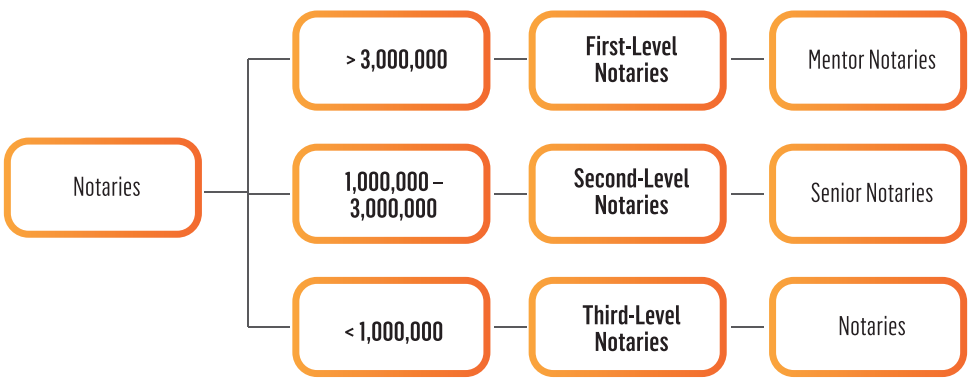 Notaries
> 3,000,000
First-Level
Notaries
Mentor Notaries
1,000,000 –
3,000,000
Second-Level
Notaries
Senior Notaries
< 1,000,000
Third-Level
Notaries
Notaries